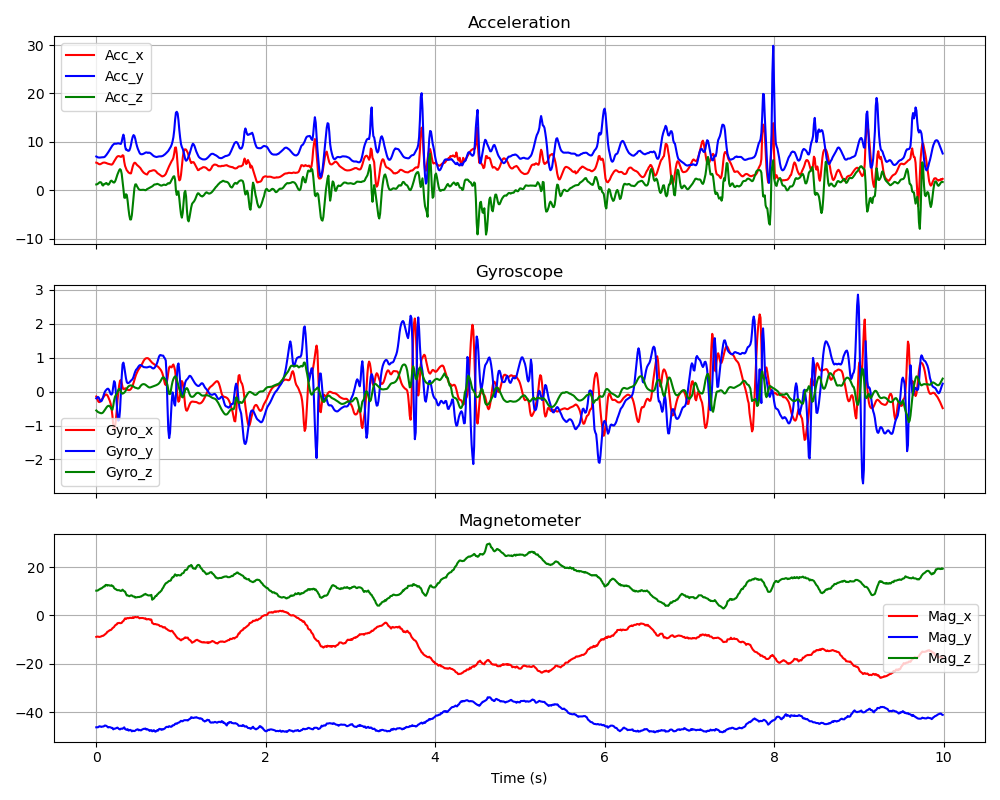 Acceleration
30
20
10
0
−10
Acc_x
Acc_y
Acc_z
Gyroscope
3
2
1
0
−1
−2
Gyro_x
Gyro_y
Gyro_z
Magnetometer
20
0
−20
−40
Mag_x
Mag_y
Mag_z
0 2 4 6 8 10
Time (s)